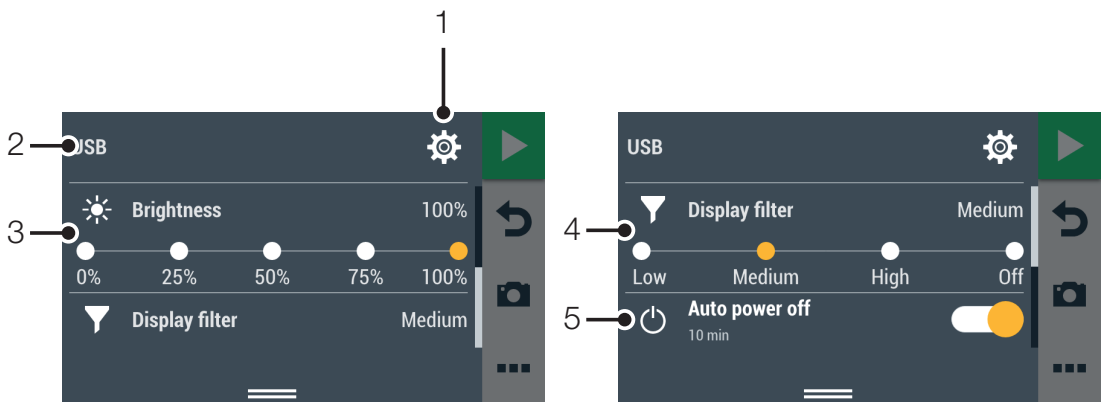 1
2
USB
Brightness
100%
3
0%
25%
50%
75%
100%
Display filter
Medium
USB
Display filter
Medium
4
Low
Medium
High
Off
5
Auto power off
10 min